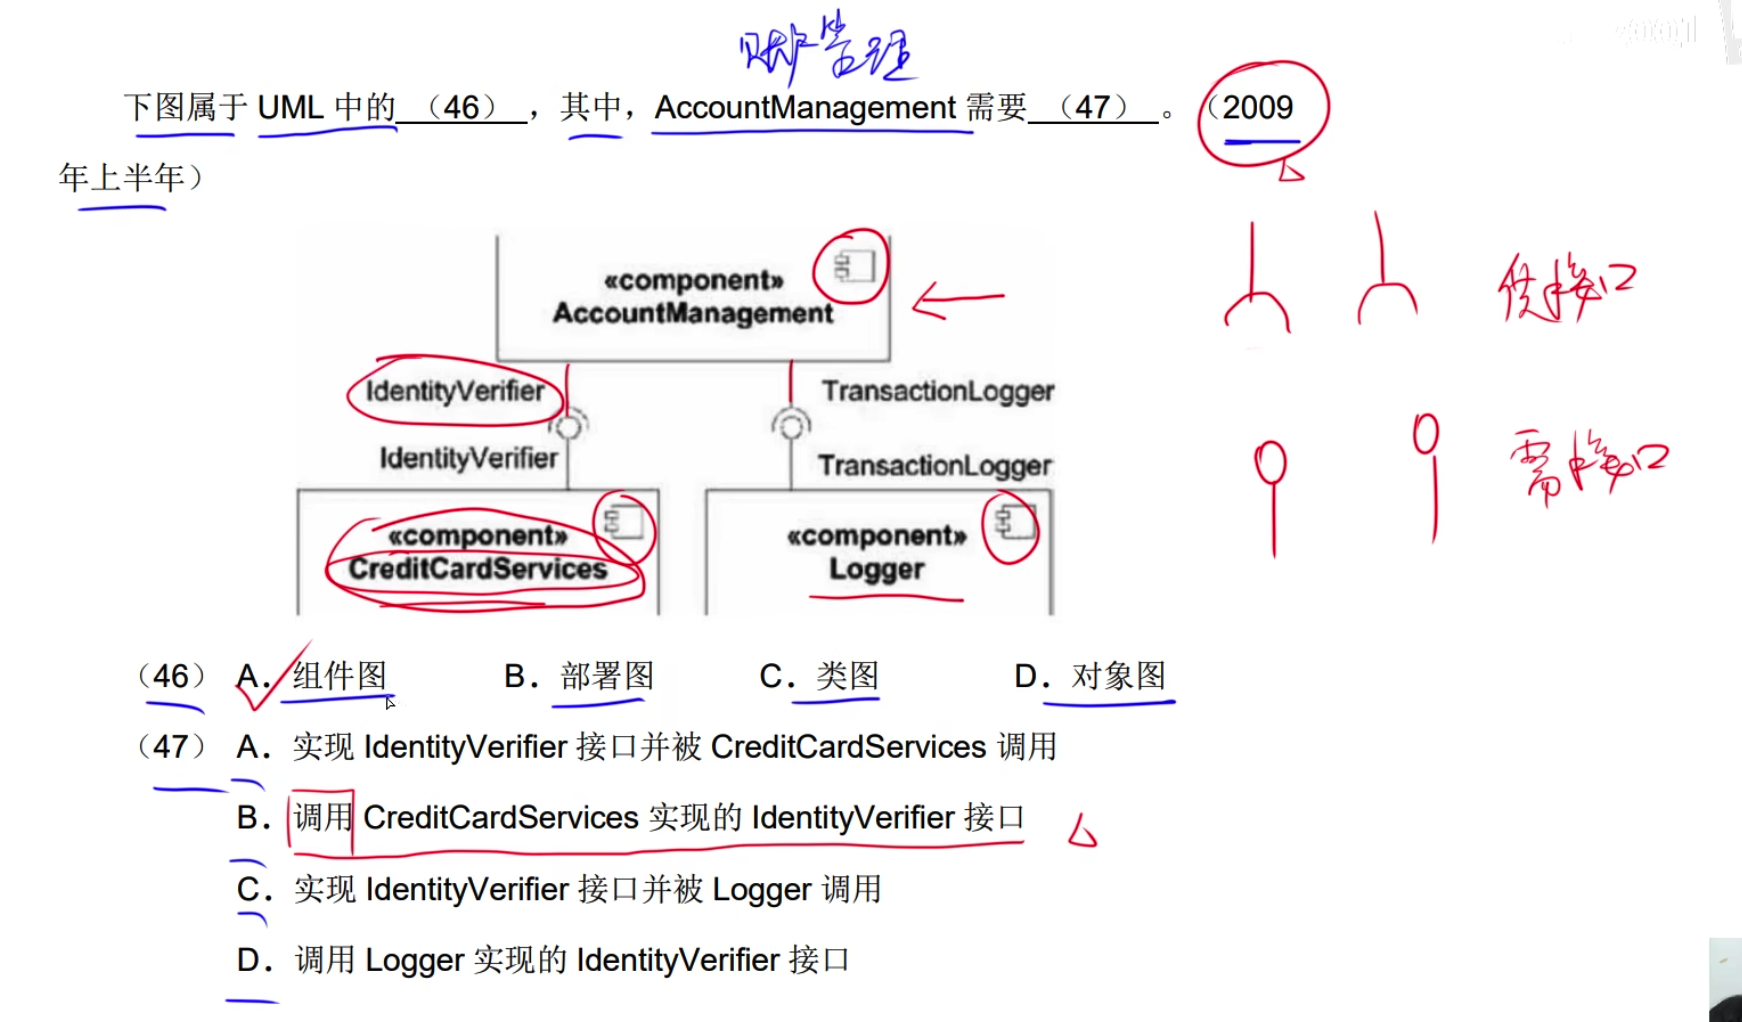 账户管理
下图属于 UML 中的 （46） ，其中，AccountManagement 需要 （47） 。（2009
年上半年）
«component»
AccountManagement
IdentityVerifier
TransactionLogger
IdentityVerifier
TransactionLogger
«component»
CreditCardServices
«component»
Logger
供接口
需接口
（46） A．组件图 B．部署图 C．类图 D．对象图
（47） A．实现 IdentityVerifier 接口并被 CreditCardServices 调用
B．调用 CreditCardServices 实现的 IdentityVerifier 接口
C．实现 IdentityVerifier 接口并被 Logger 调用
D．调用 Logger 实现的 IdentityVerifier 接口